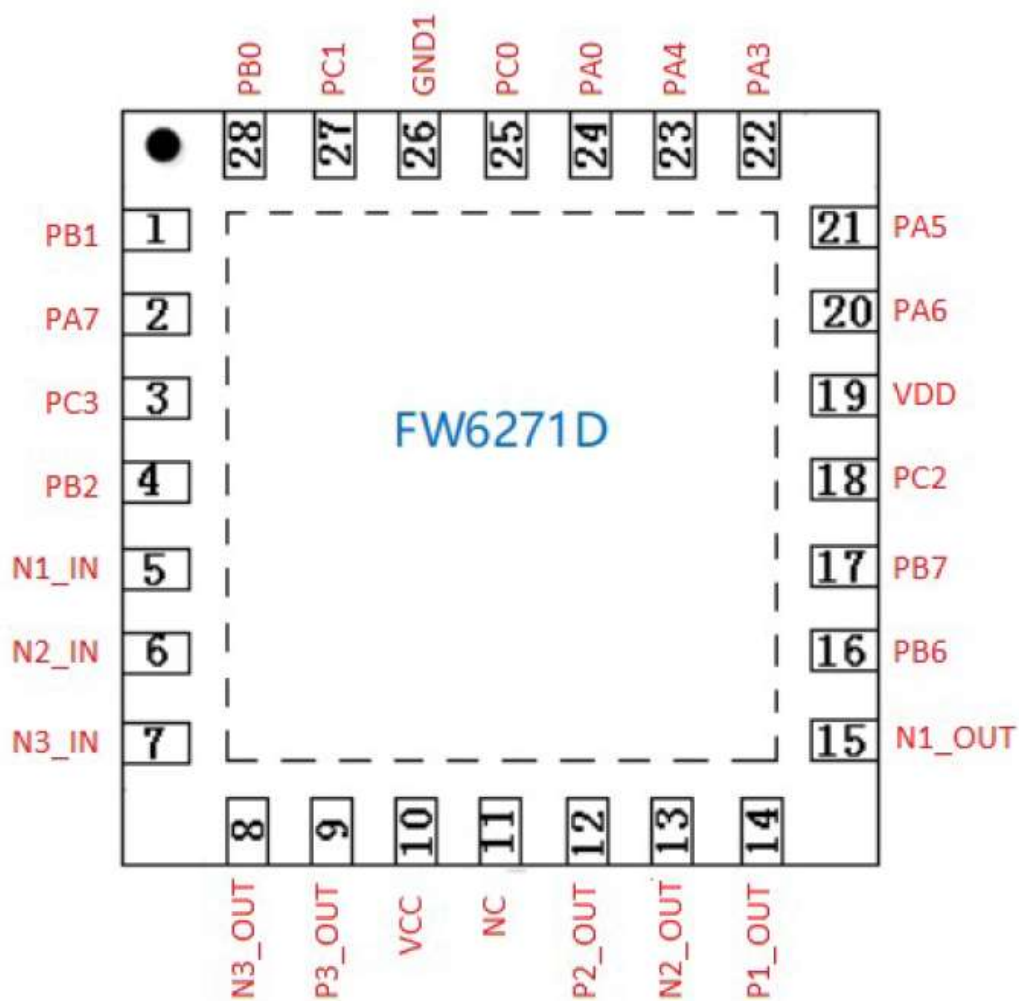 PB0 PC1 GND1 PC0 PA0 PA4 PA3
28 27 26 25 24 23 22
PB1 1 21 PA5
PA7 2 20 PA6
PC3 3 19 VDD
FW6271D
PB2 4 18 PC2
N1_IN 5 17 PB7
N2_IN 6 16 PB6
N3_IN 7 15 N1_OUT
8 9 10 11 12 13 14
N3_OUT P3_OUT VCC NC P2_OUT N2_OUT P1_OUT